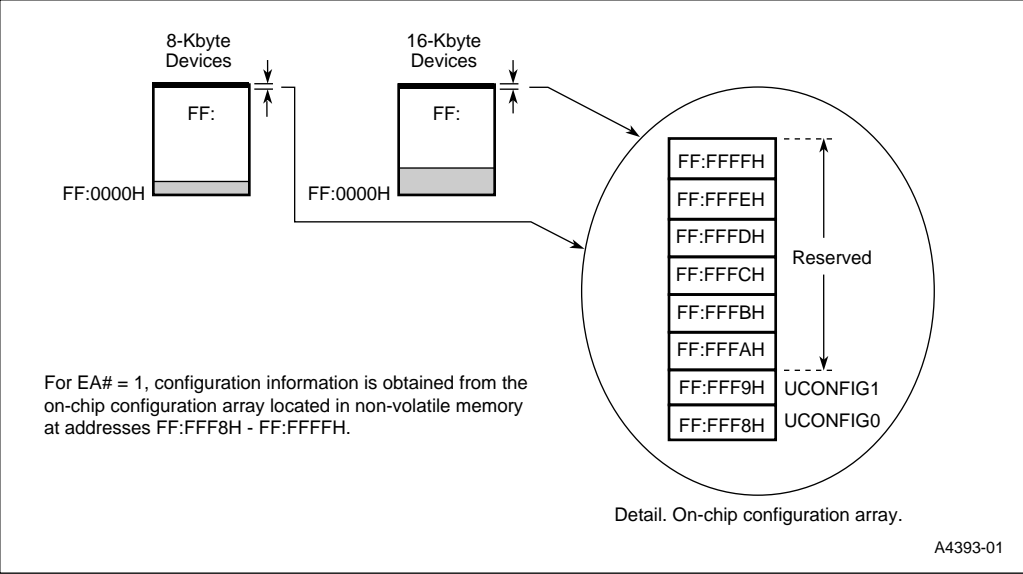 8-Kbyte
Devices
16-Kbyte
Devices
FF:
FF:
FF:0000H
FF:0000H
FF:FFFFH
FF:FFFEH
FF:FFFDH
FF:FFFCH
FF:FFFBH
FF:FFFAH
FF:FFF9H
FF:FFF8H
Reserved
UCONFIG1
UCONFIG0
For EA# = 1, configuration information is obtained from the
on-chip configuration array located in non-volatile memory
at addresses FF:FFF8H - FF:FFFFH.
Detail. On-chip configuration array.
A4393-01